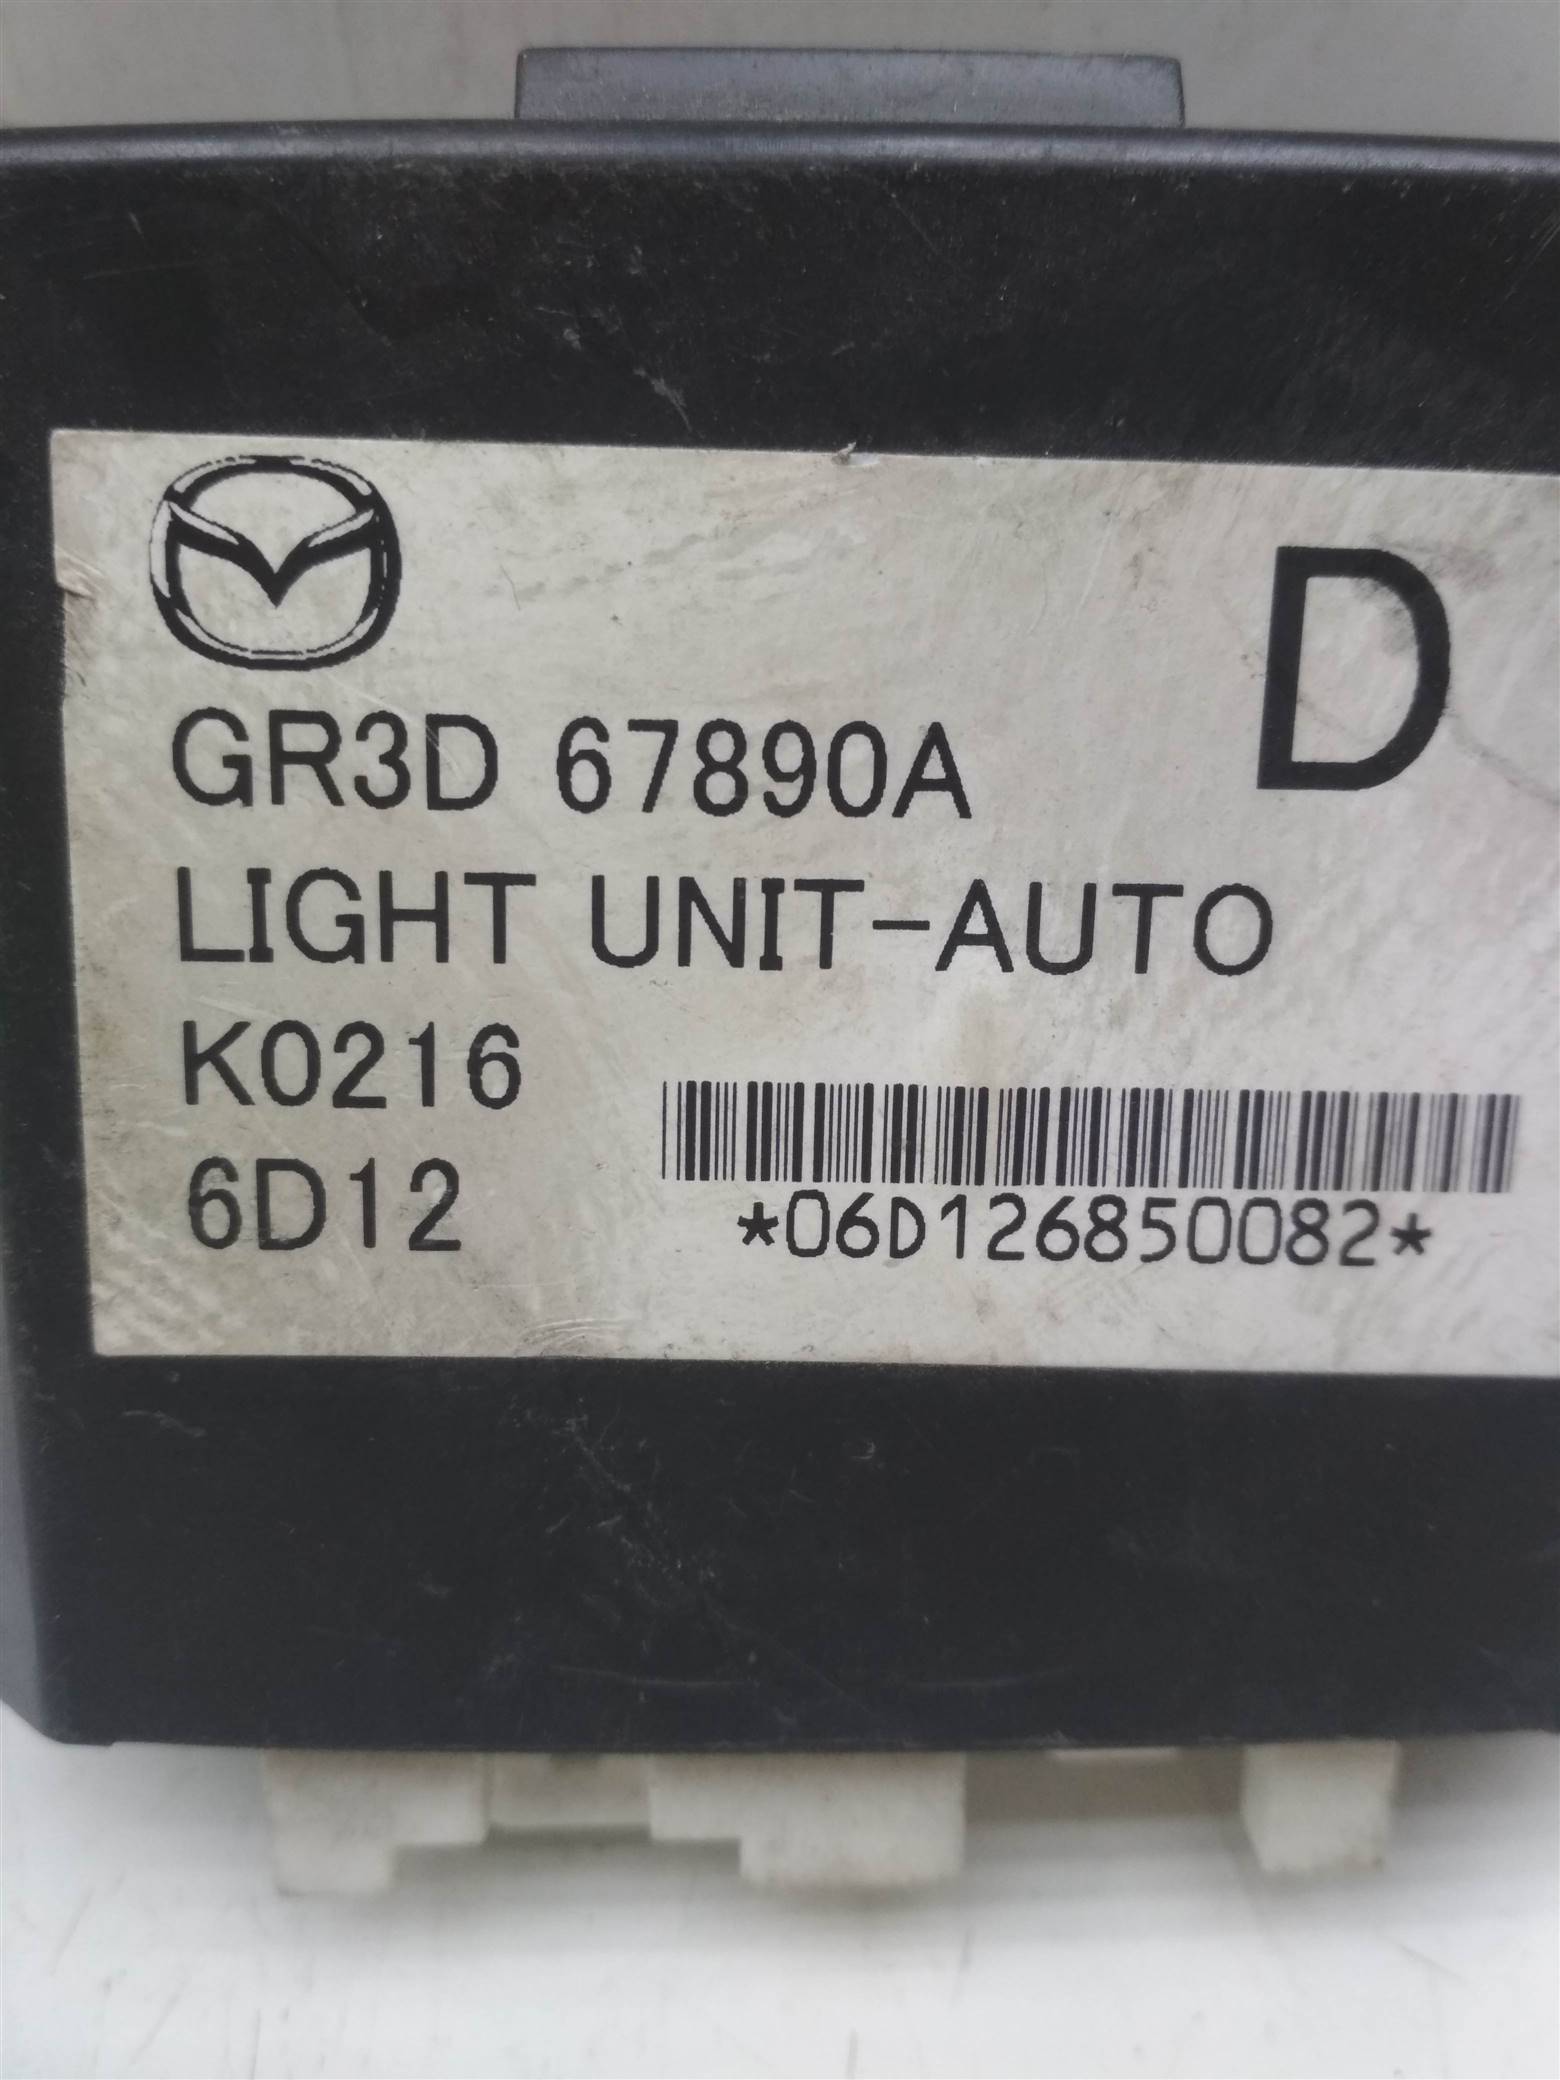 D
GR3D 67890A
LIGHT UNIT-AUTO
K0216
6D12
*06D126850082*